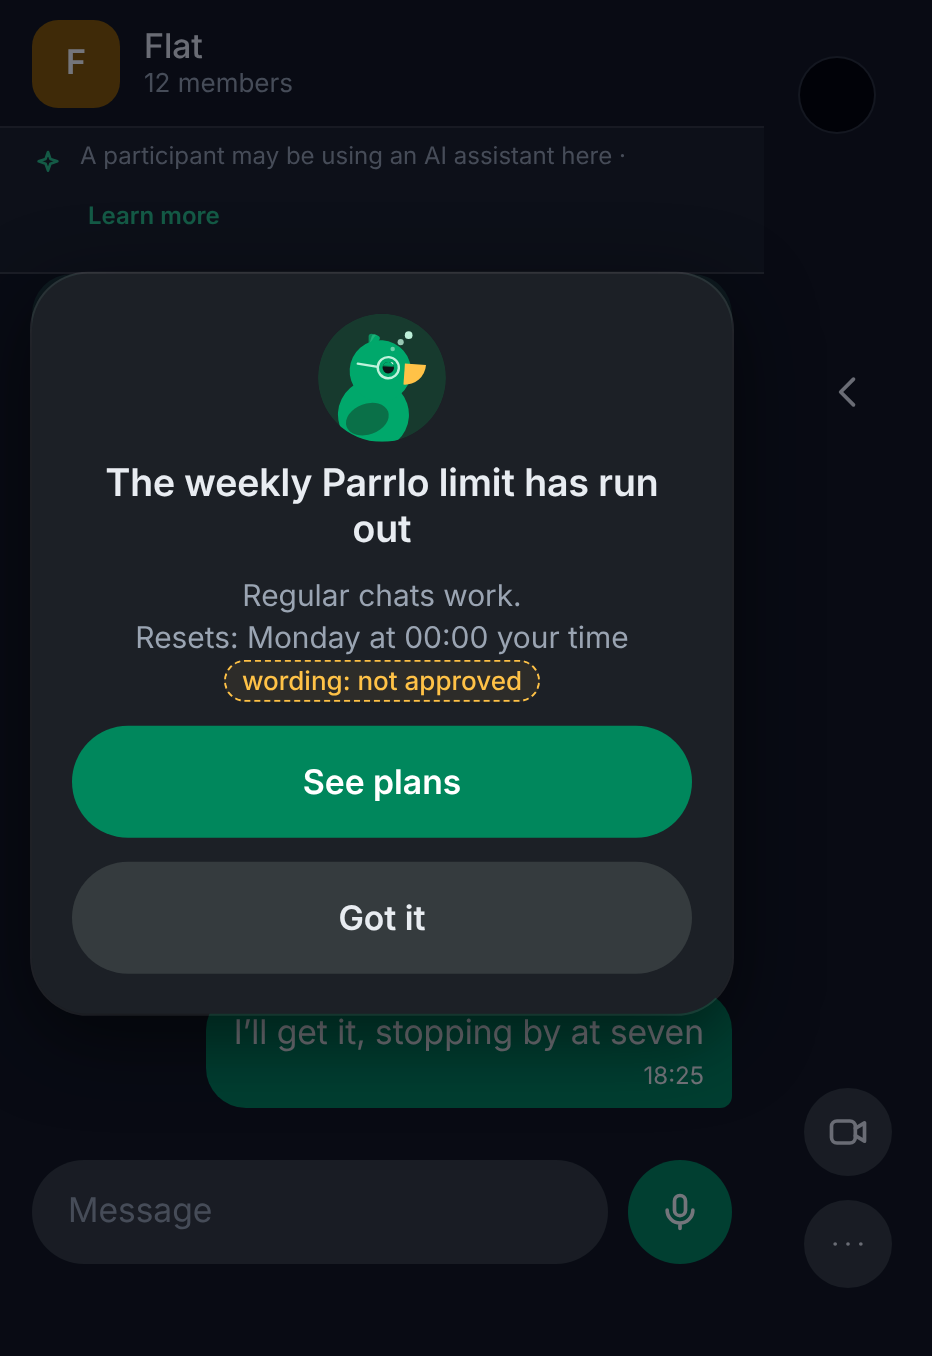 F
Flat
12 members
A participant may be using an AI assistant here ·
Learn more
The weekly Parrlo limit has run
out
Regular chats work.
Resets: Monday at 00:00 your time
wording: not approved
See plans
Got it
I’ll get it, stopping by at seven
18:25
Message